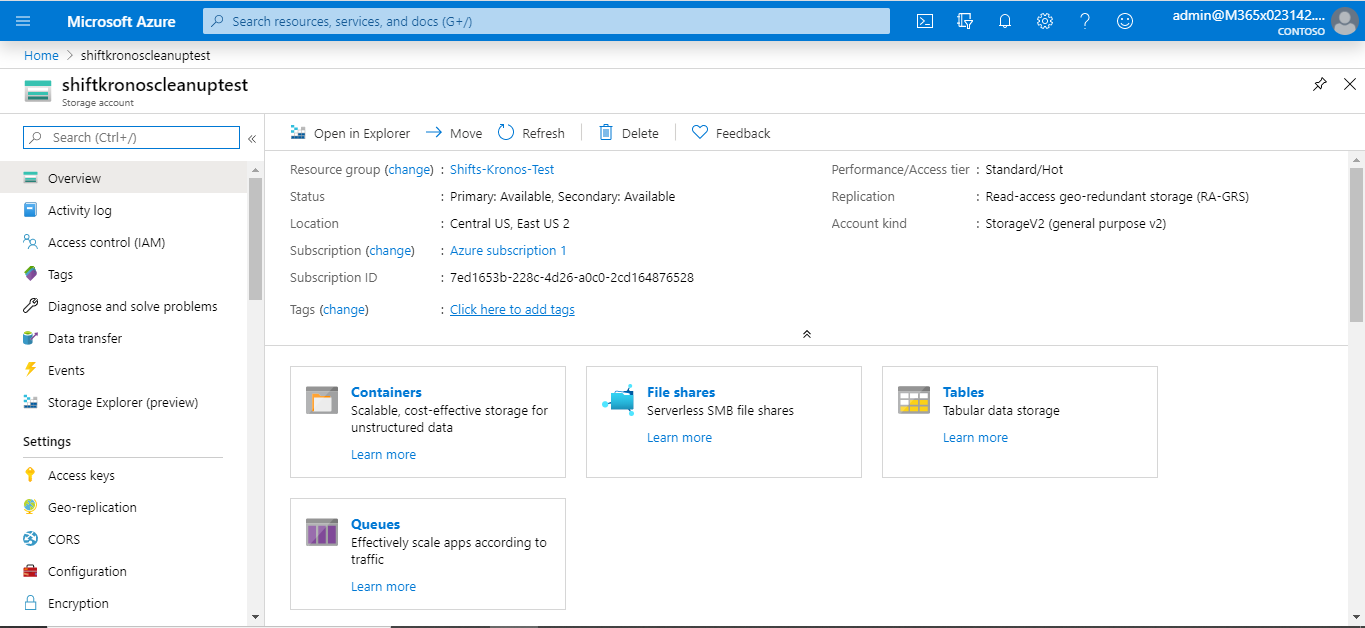 Microsoft Azure
Search resources, services, and docs (G+/)
admin@M365x023142....
CONTOSO
Home > shiftkronoscleanuptest
shiftkronoscleanuptest
Storage account
Search (Ctrl+/)
«
Overview
Activity log
Access control (IAM)
Tags
Diagnose and solve problems
Data transfer
Events
Storage Explorer (preview)
Settings
Access keys
Geo-replication
CORS
Configuration
Encryption
Open in Explorer Move Refresh Delete Feedback
Resource group (change) : Shifts-Kronos-Test
Status : Primary: Available, Secondary: Available
Location : Central US, East US 2
Subscription (change) : Azure subscription 1
Subscription ID : 7ed1653b-228c-4d26-a0c0-2cd164876528
Tags (change) : Click here to add tags
Performance/Access tier : Standard/Hot
Replication : Read-access geo-redundant storage (RA-GRS)
Account kind : StorageV2 (general purpose v2)
Containers
Scalable, cost-effective storage for
unstructured data
Learn more
File shares
Serverless SMB file shares
Learn more
Tables
Tabular data storage
Learn more
Queues
Effectively scale apps according to
traffic
Learn more